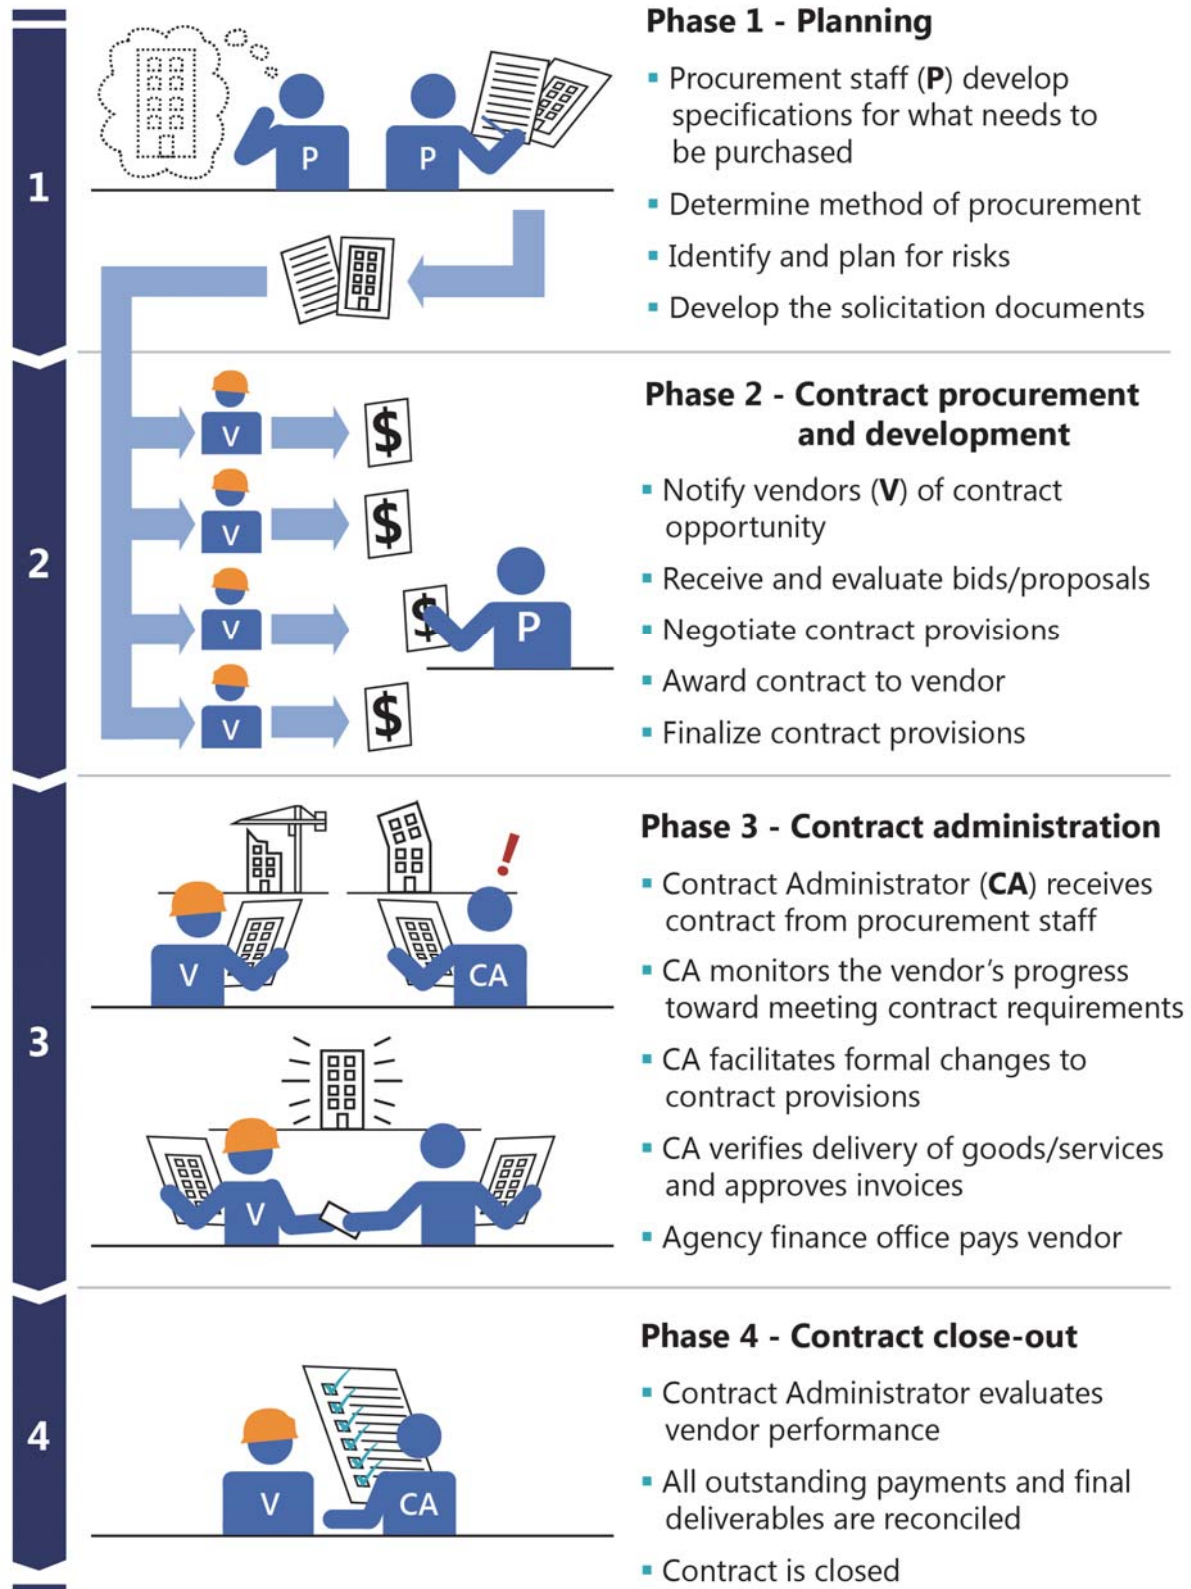 1
P
P
Phase 1 - Planning
▪ Procurement staff (P) develop
specifications for what needs to
be purchased
▪ Determine method of procurement
▪ Identify and plan for risks
▪ Develop the solicitation documents
2
V
$
V
$
V
$
P
V
$
Phase 2 - Contract procurement
and development
▪ Notify vendors (V) of contract
opportunity
▪ Receive and evaluate bids/proposals
▪ Negotiate contract provisions
▪ Award contract to vendor
▪ Finalize contract provisions
3
!
V
CA
V
Phase 3 - Contract administration
▪ Contract Administrator (CA) receives
contract from procurement staff
▪ CA monitors the vendor's progress
toward meeting contract requirements
▪ CA facilitates formal changes to
contract provisions
▪ CA verifies delivery of goods/services
and approves invoices
▪ Agency finance office pays vendor
4
V
CA
Phase 4 - Contract close-out
▪ Contract Administrator evaluates
vendor performance
▪ All outstanding payments and final
deliverables are reconciled
▪ Contract is closed